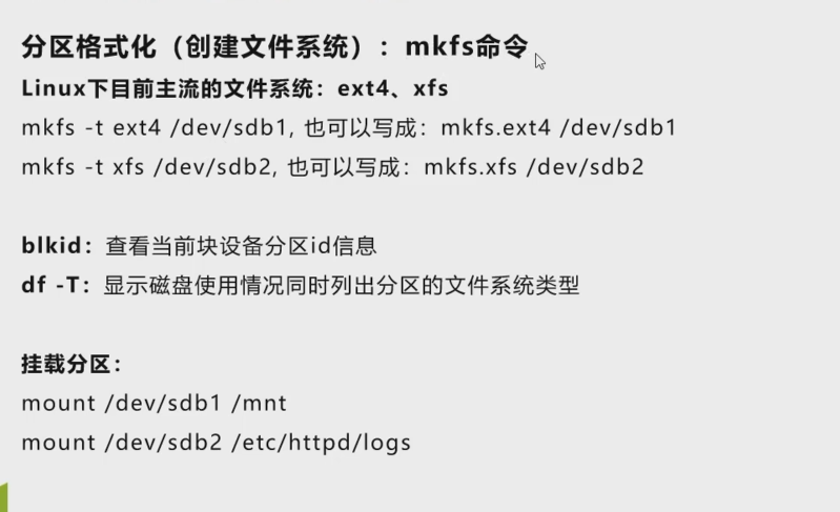 分区格式化（创建文件系统）：mkfs命令
Linux下目前主流的文件系统：ext4、xfs
mkfs -t ext4 /dev/sdb1, 也可以写成：mkfs.ext4 /dev/sdb1
mkfs -t xfs /dev/sdb2, 也可以写成：mkfs.xfs /dev/sdb2
blkid：查看当前块设备分区id信息
df -T：显示磁盘使用情况同时列出分区的文件系统类型
挂载分区：
mount /dev/sdb1 /mnt
mount /dev/sdb2 /etc/httpd/logs